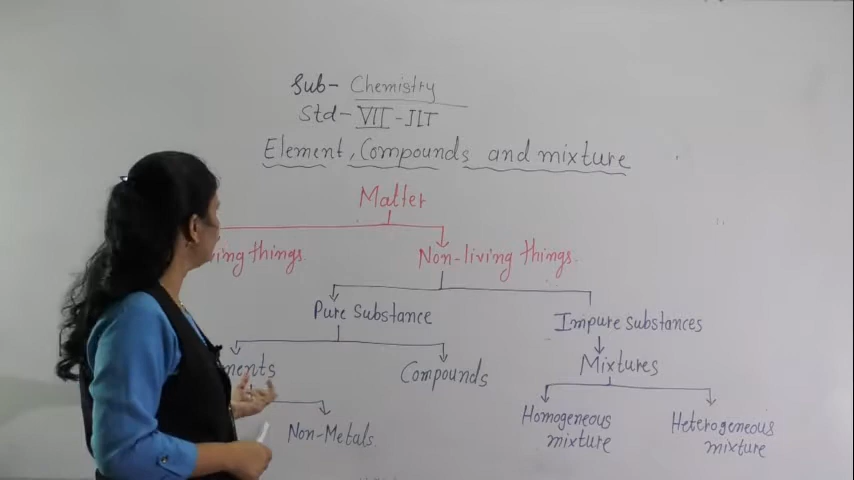 Sub- Chemistry
Std- VII - IIT
Element, Compounds and mixture
Matter
ving things.
Non-living things.
Pure Substance
Impure substances
ments
Compounds
Mixtures
Non-Metals.
Homogeneous
mixture
Heterogeneous
mixture